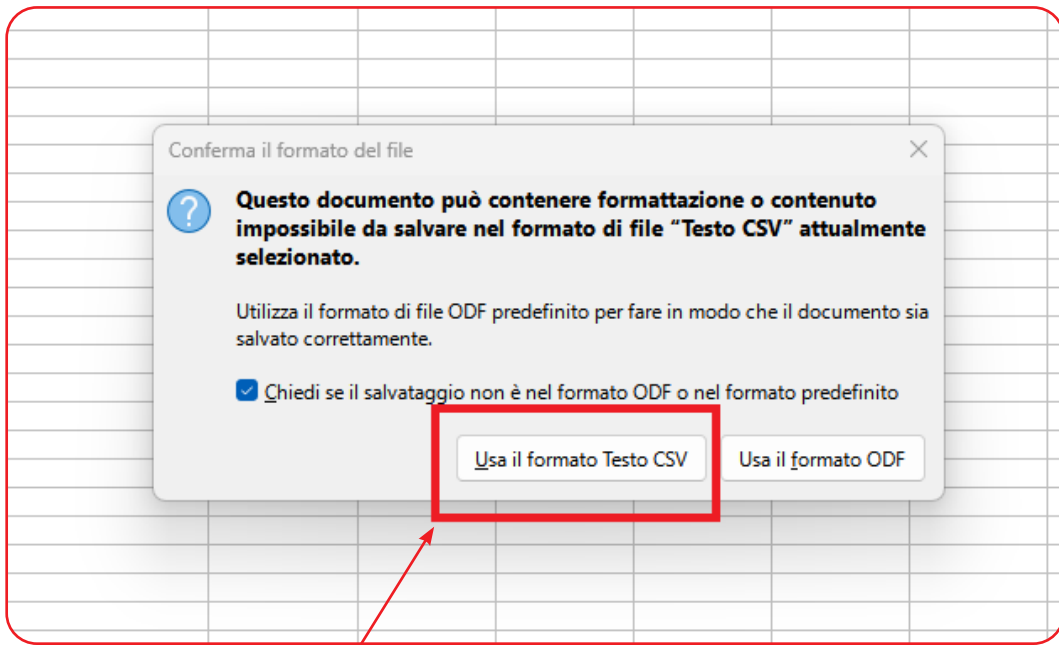 Conferma il formato del file
Questo documento può contenere formattazione o contenuto
impossibile da salvare nel formato di file “Testo CSV” attualmente
selezionato.
Utilizza il formato di file ODF predefinito per fare in modo che il documento sia
salvato correttamente.
Chiedi se il salvataggio non è nel formato ODF o nel formato predefinito
Usa il formato Testo CSV
Usa il formato ODF